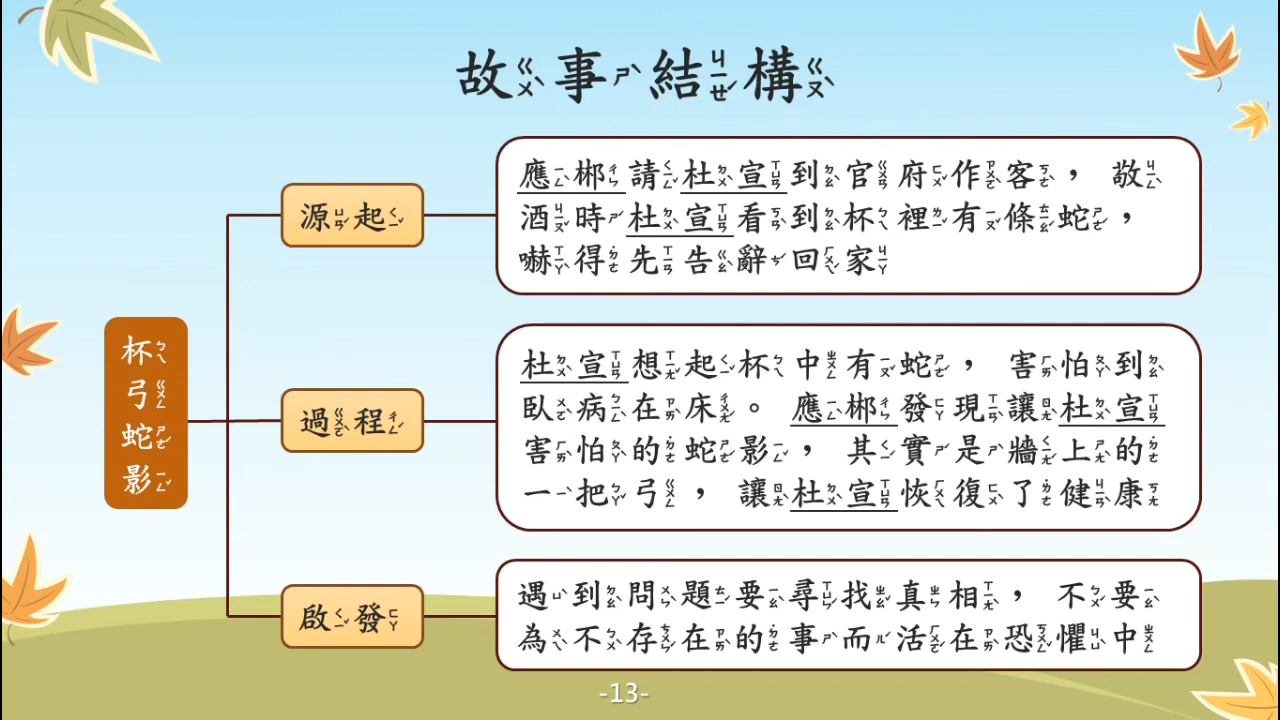 故事結構
杯弓蛇影
源起
應郴請杜宣到官府作客，敬
酒時杜宣看到杯裡有條蛇，
嚇得先告辭回家
過程
杜宣想起杯中有蛇，害怕到
臥病在床。應郴發現讓杜宣
害怕的蛇影，其實是牆上的
一把弓，讓杜宣恢復了健康
啟發
遇到問題要尋找真相，不要
為不存在的事而活在恐懼中
-13-